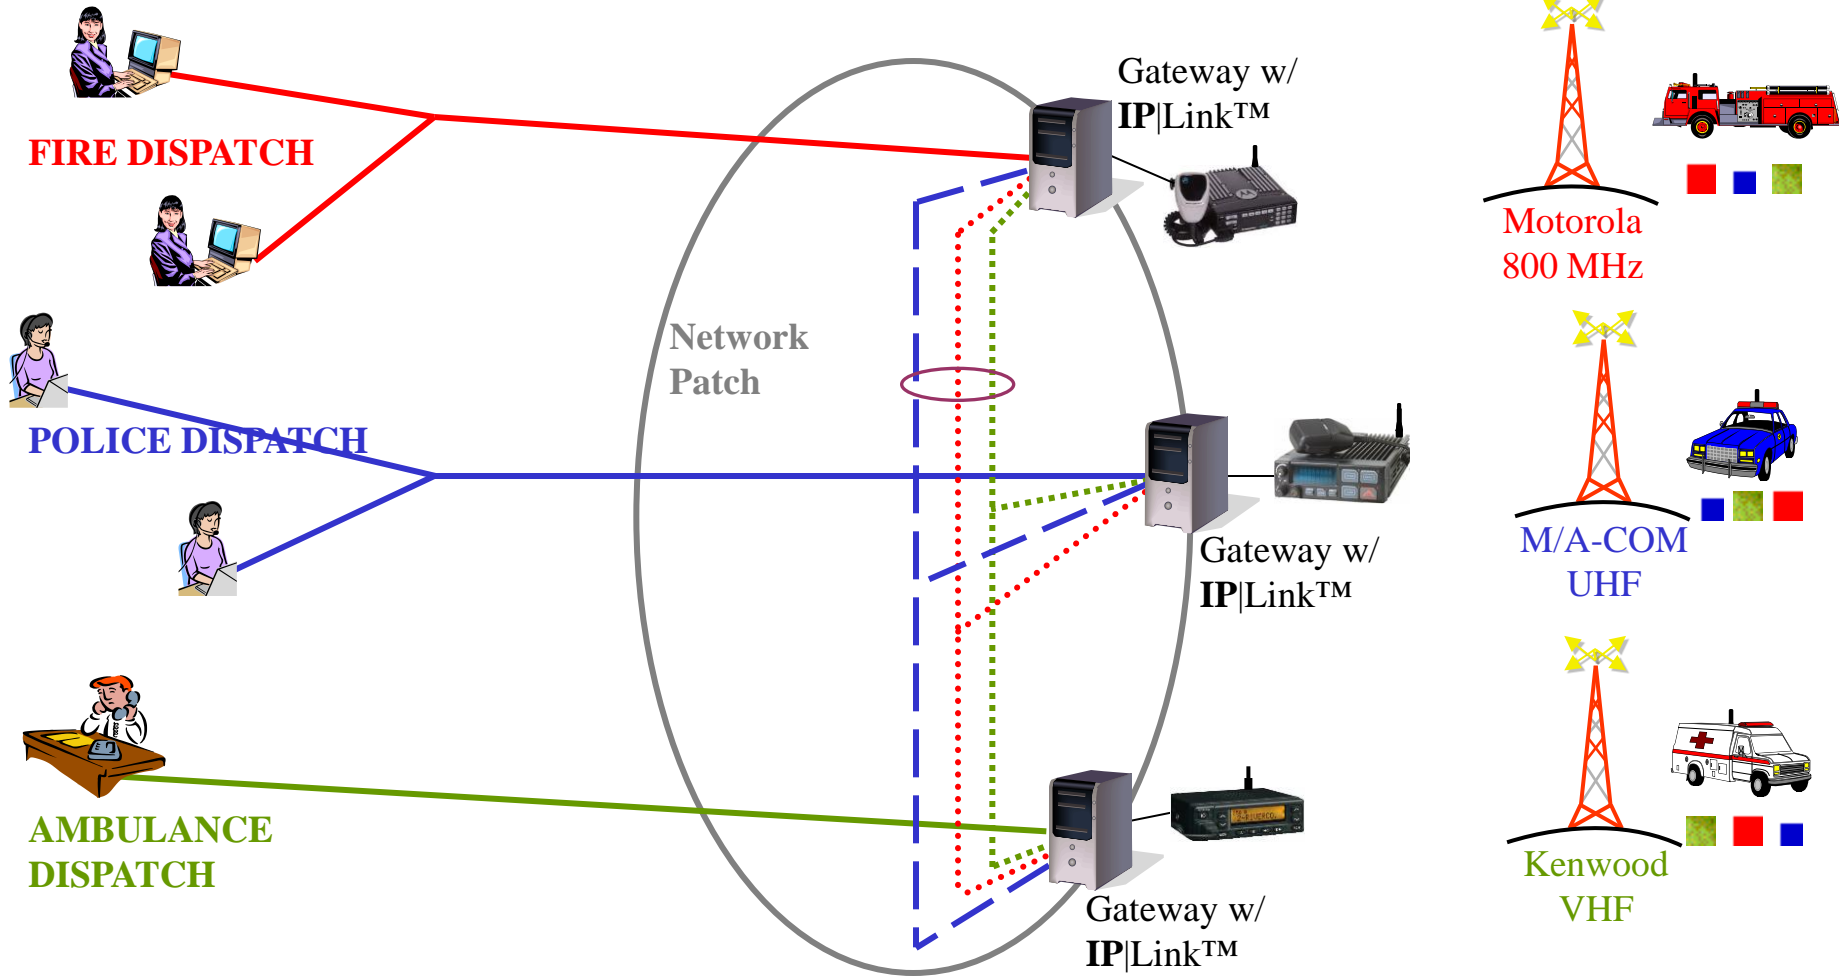 Gateway w/
IP|Link™
FIRE DISPATCH
Motorola
800 MHz
Network
Patch
POLICE DISPATCH
M/A-COM
UHF
Gateway w/
IP|Link™
AMBULANCE
DISPATCH
Kenwood
VHF
Gateway w/
IP|Link™